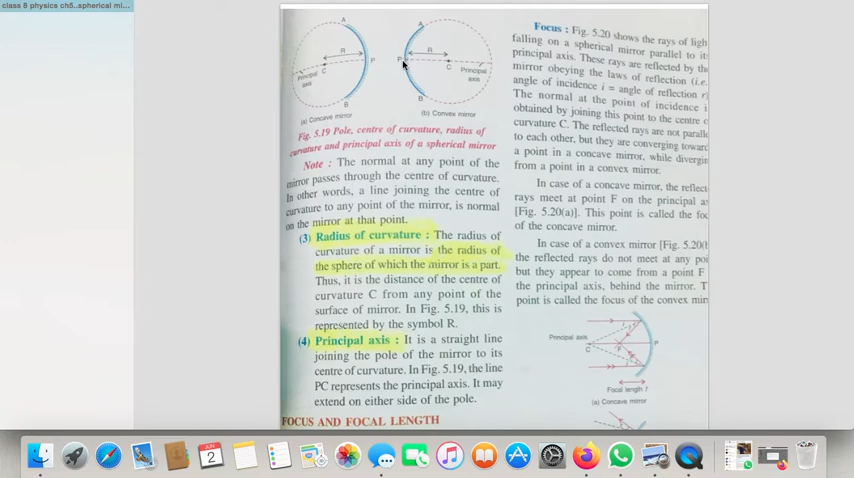 class 8 physics ch5..spherical mi...
A
R
P
C
Principal
axis
B
(a) Concave mirror
A
R
P
C
Principal
axis
B
(b) Convex mirror
Fig. 5.19 Pole, centre of curvature, radius of
curvature and principal axis of a spherical mirror
Note : The normal at any point of the
mirror passes through the centre of curvature.
In other words, a line joining the centre of
curvature to any point of the mirror, is normal
on the mirror at that point.
(3) Radius of curvature : The radius of
curvature of a mirror is the radius of
the sphere of which the mirror is a part.
Thus, it is the distance of the centre of
curvature C from any point of the
surface of mirror. In Fig. 5.19, this is
represented by the symbol R.
(4) Principal axis : It is a straight line
joining the pole of the mirror to its
centre of curvature. In Fig. 5.19, the line
PC represents the principal axis. It may
extend on either side of the pole.
FOCUS AND FOCAL LENGTH
Focus : Fig. 5.20 shows the rays of ligh
falling on a spherical mirror parallel to it
principal axis. These rays are reflected by the
mirror obeying the laws of reflection (i.e.
angle of incidence i = angle of reflection r
The normal at the point of incidence i
obtained by joining this point to the centre o
curvature C. The reflected rays are not parall
to each other, but they are converging toward
a point in a concave mirror, while divergin
from a point in a convex mirror.
In case of a concave mirror, the reflect
rays meet at point F on the principal a
[Fig. 5.20(a)]. This point is called the foc
of the concave mirror.
In case of a convex mirror [Fig. 5.20(b
the reflected rays do not meet at any poi
but they appear to come from a point F
the principal axis, behind the mirror. T
point is called the focus of the convex mirr
Principal axis
C
F
P
Focal length f
(a) Concave mirror
JUN
2